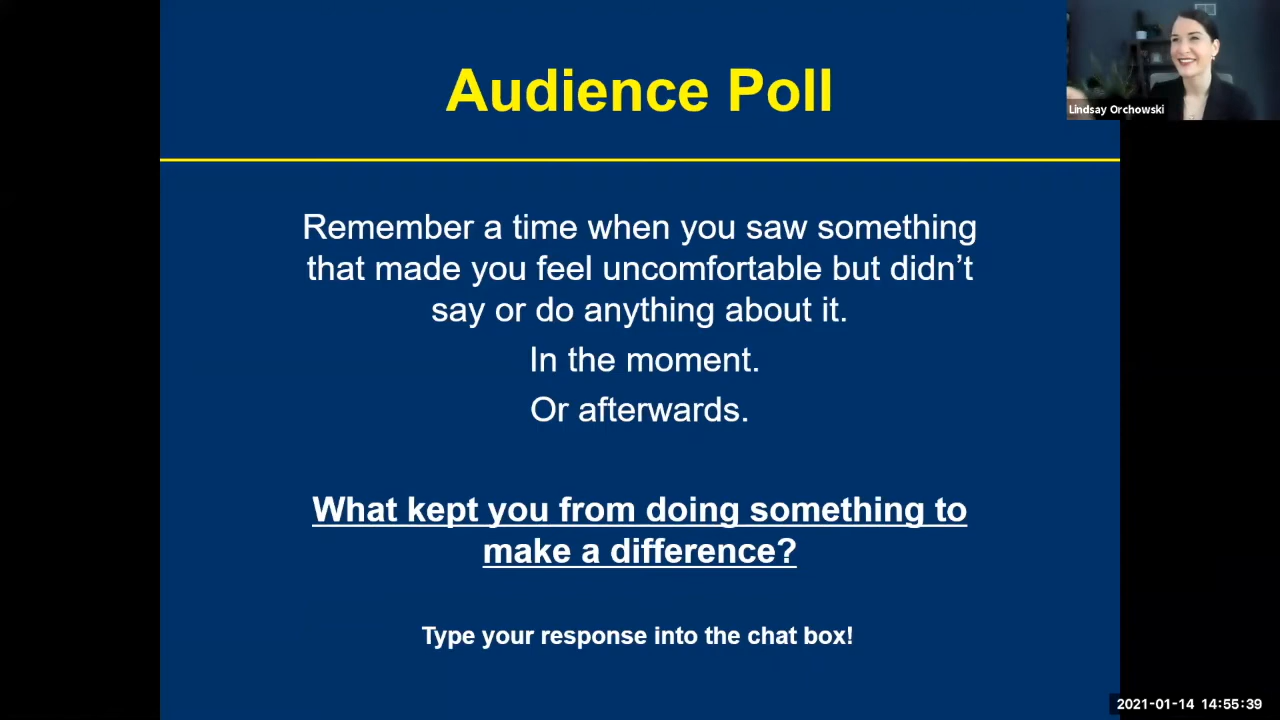 Audience Poll
Lindsay Orchowski
Remember a time when you saw something
that made you feel uncomfortable but didn’t
say or do anything about it.
In the moment.
Or afterwards.
What kept you from doing something to
make a difference?
Type your response into the chat box!
2021-01-14 14:55:39